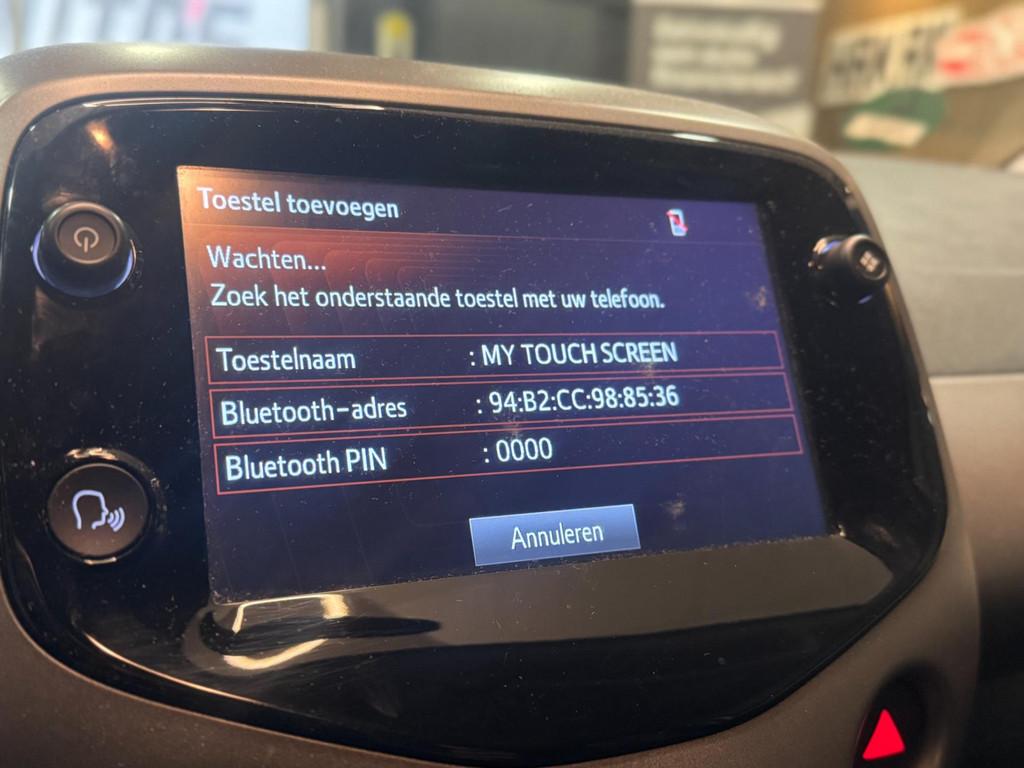 Toestel toevoegen
Wachten...
Zoek het onderstaande toestel met uw telefoon.
Toestelnaam : MY TOUCH SCREEN
Bluetooth-adres : 94:B2:CC:98:85:36
Bluetooth PIN : 0000
Annuleren